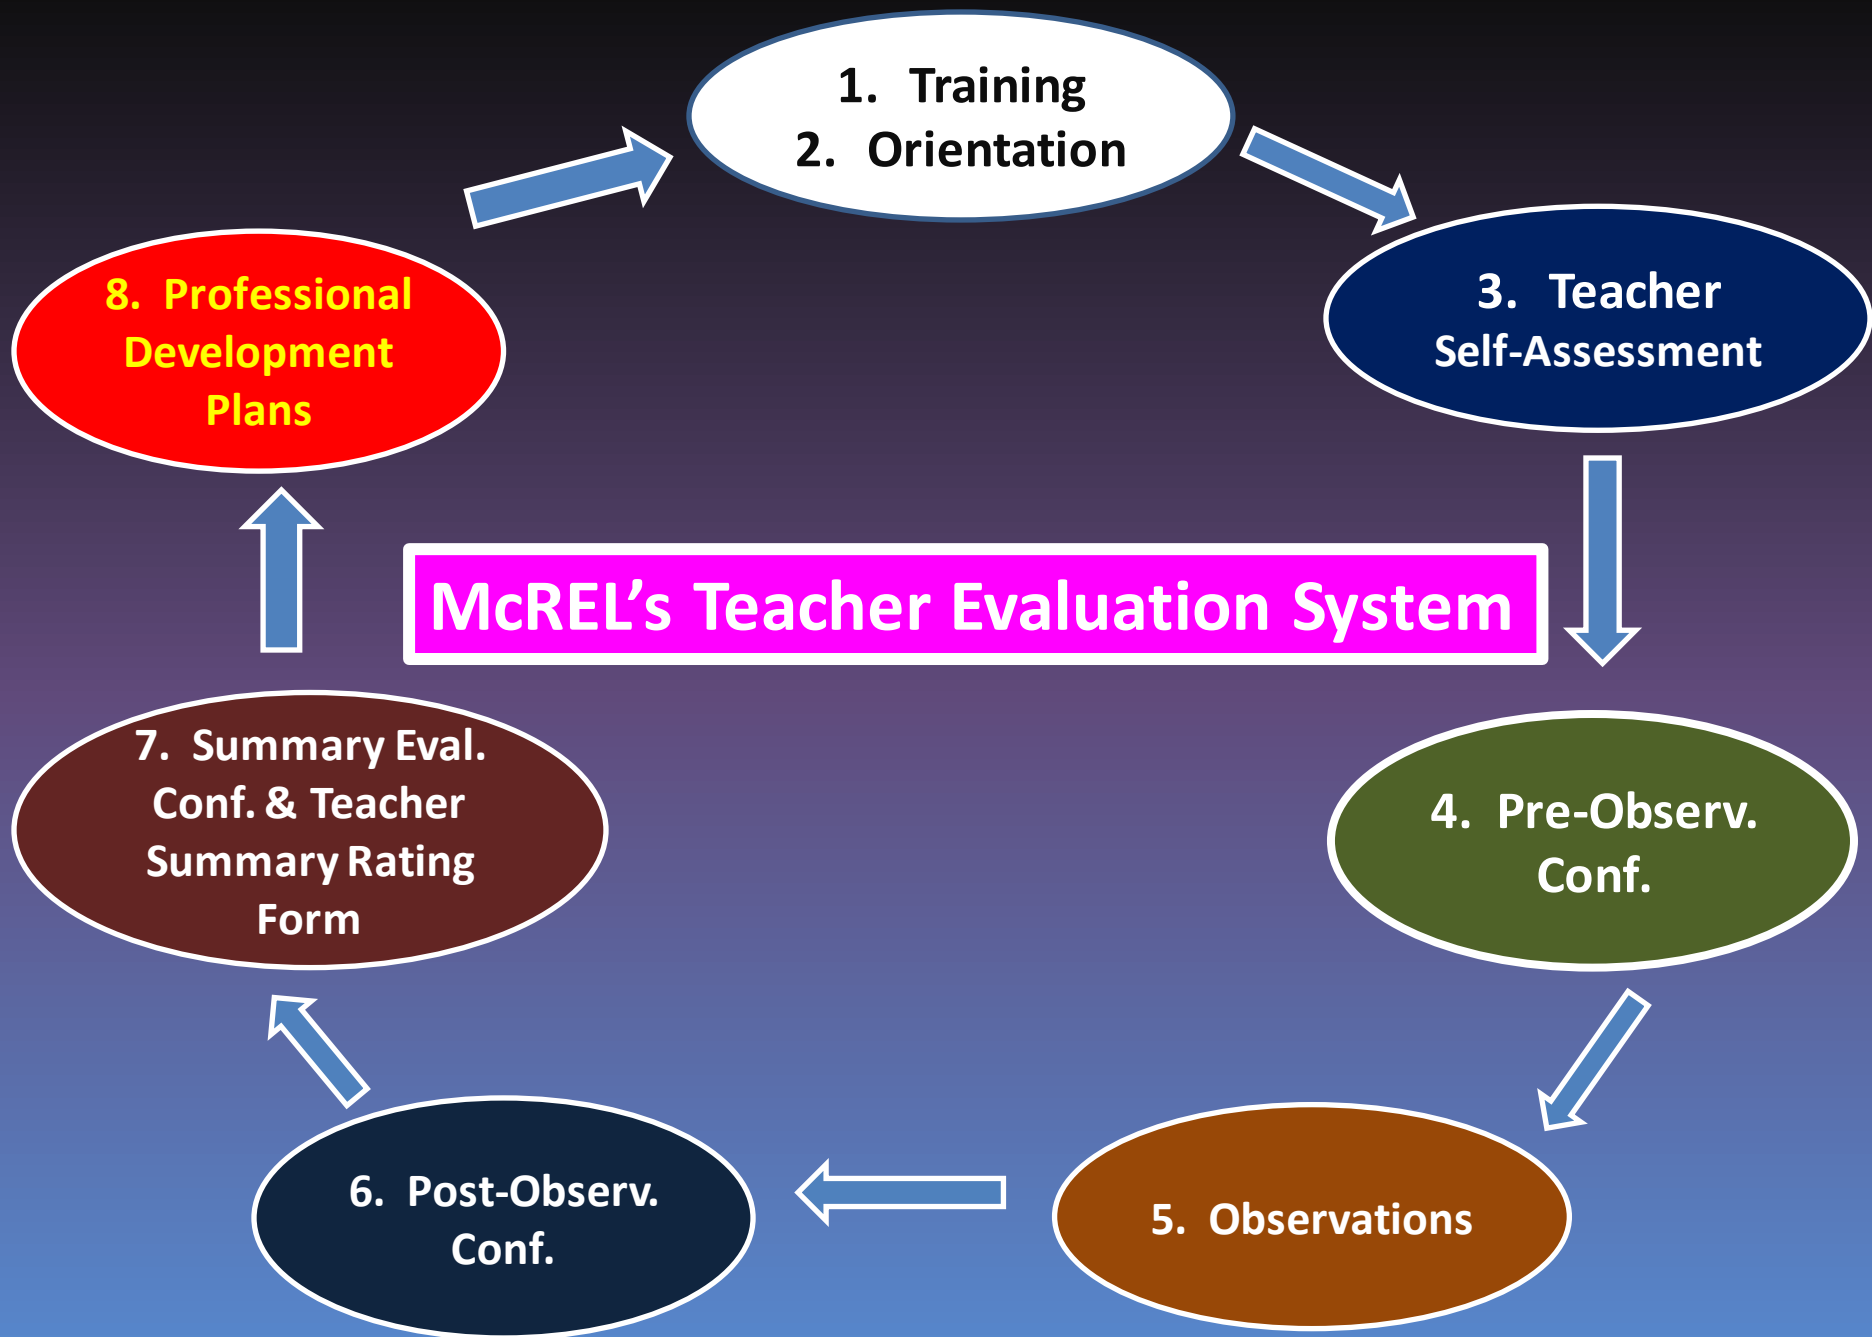 1. Training
2. Orientation
3. Teacher
Self-Assessment
4. Pre-Observ.
Conf.
5. Observations
6. Post-Observ.
Conf.
7. Summary Eval.
Conf. & Teacher
Summary Rating
Form
8. Professional
Development
Plans
McREL’s Teacher Evaluation System